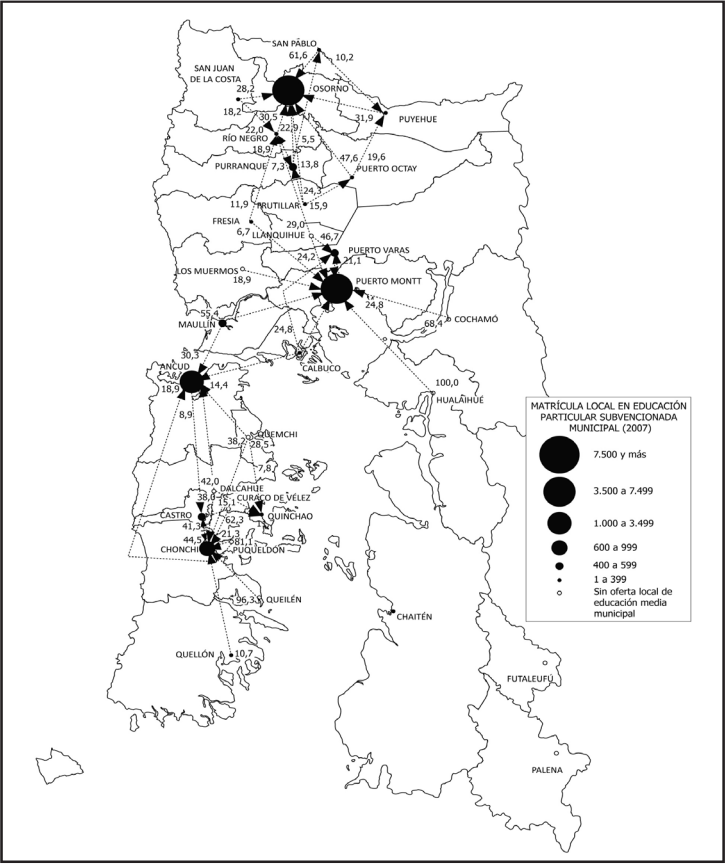 SAN PABLO
61,6
10,2
SAN JUAN
DE LA COSTA
28,2
OSORNO
18,2
30,5
31,9
PUYEHUE
22,0
22,9
RÍO NEGRO
5,5
18,9
47,6
19,6
PURRANQUE
7,3
13,8
PUERTO OCTAY
24,3
11,9
FRUTILLAR
15,9
FRESIA
29,0
6,7
LLANQUIHUE
46,7
24,2
PUERTO VARAS
21,1
LOS MUERMOS
18,9
PUERTO MONTT
24,8
55,4
MAULLÍN
68,4
COCHAMÓ
24,8
30,3
ANCUD
CALBUCO
18,9
14,4
100,0
HUALAIHUÉ
8,9
QUEMCHI
38,2
28,5
7,8
42,0
DALCAHUE
38,0
15,1
CURACO DE VÉLEZ
CASTRO
62,3
QUINCHAO
41,3
21,3
44,5
81,1
CHONCHI
PUQUELDÓN
96,3
QUEILÉN
CHAITÉN
QUELLÓN
10,7
FUTALEUFÚ
PALENA
MATRÍCULA LOCAL EN EDUCACIÓN
PARTICULAR SUBVENCIONADA
MUNICIPAL (2007)
7.500 y más
3.500 a 7.499
1.000 a 3.499
600 a 999
400 a 599
1 a 399
Sin oferta local de
educación media
municipal